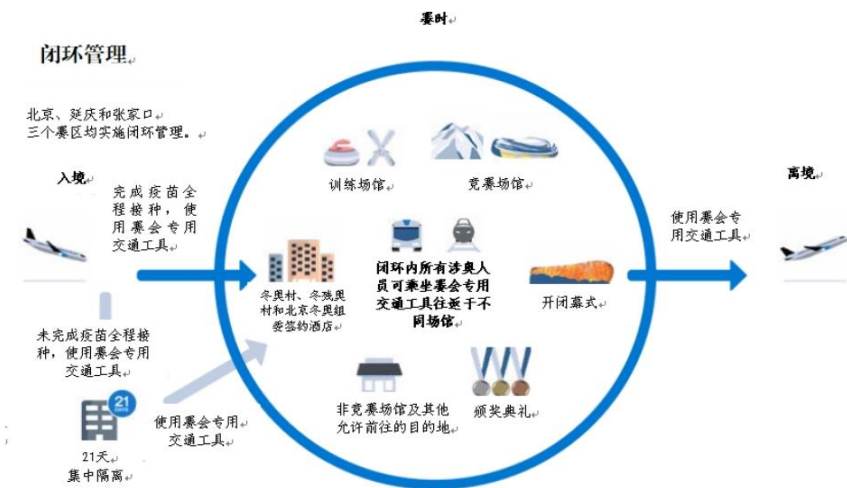 赛时
闭环管理
北京、延庆和张家口
三个赛区均实施闭环管理。
入境
完成疫苗全
程接种，使
用赛会专用
交通工具
未完成疫苗全程接
种，使用赛会专用
交通工具
21
DAYS
21天
集中隔离
使用赛会专用
交通工具
训练场馆
竞赛场馆
冬奥村、冬残奥
村和北京冬奥组
委签约酒店
闭环内所有涉奥人
员可乘坐赛会专用
交通工具往返于不
同场馆
开闭幕式
非竞赛场馆及其他
允许前往的目的地
颁奖典礼
使用赛会专
用交通工具
离境